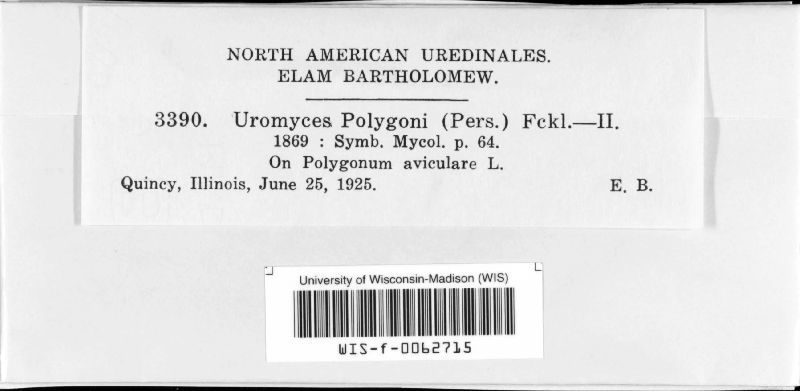 NORTH AMERICAN UREDINALES.
ELAM BARTHOLOMEW.
3390. Uromyces Polygoni (Pers.) Fckl.—II.
1869 : Symb. Mycol. p. 64.
On Polygonum aviculare L.
Quincy, Illinois, June 25, 1925. E. B.
University of Wisconsin-Madison (WIS)
WIS-f-0062715